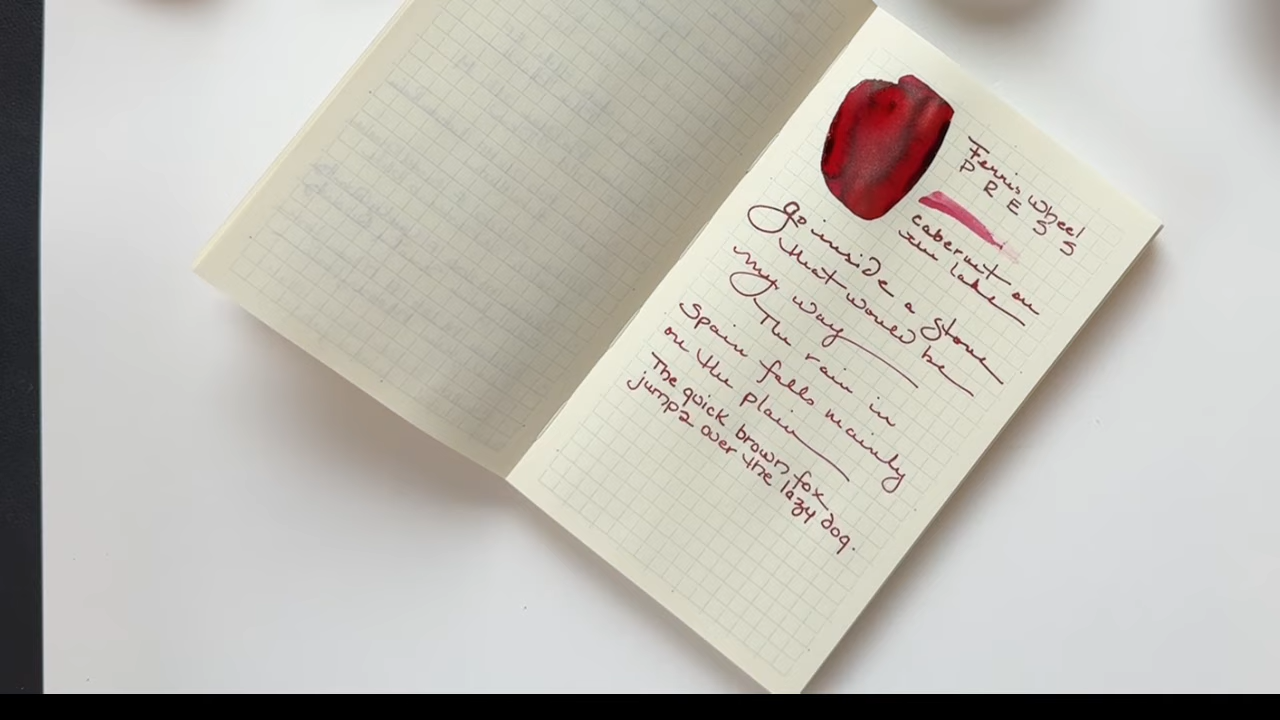 Ferris wheel
PRESS
cabernet on
the lake
go inside a stone
that would be
my way
The rain in
Spain falls mainly
on the plain
The quick brown fox
jumps over the lazy dog.